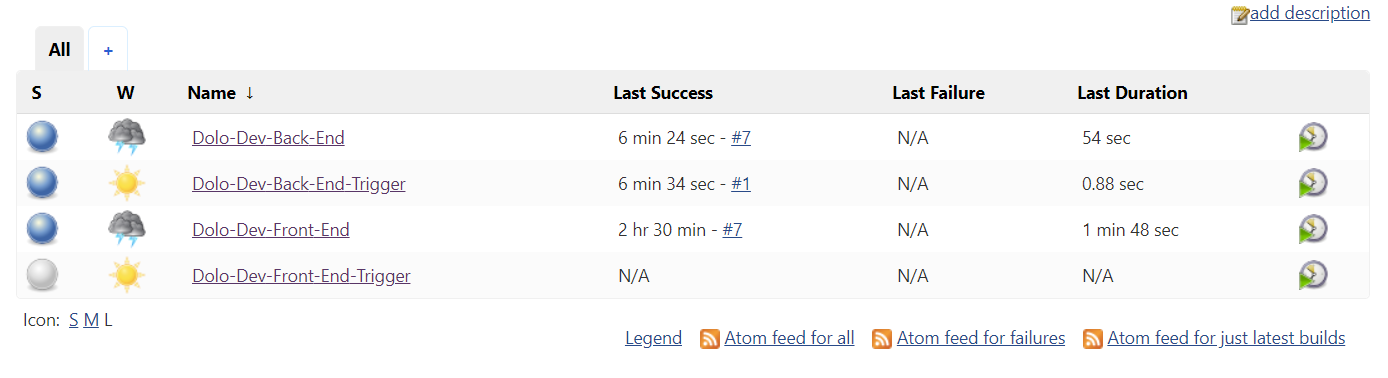 add description
All +
S W Name ↓ Last Success Last Failure Last Duration
Dolo-Dev-Back-End 6 min 24 sec - #7 N/A 54 sec
Dolo-Dev-Back-End-Trigger 6 min 34 sec - #1 N/A 0.88 sec
Dolo-Dev-Front-End 2 hr 30 min - #7 N/A 1 min 48 sec
Dolo-Dev-Front-End-Trigger N/A N/A N/A
Icon: S M L
Legend Atom feed for all Atom feed for failures Atom feed for just latest builds